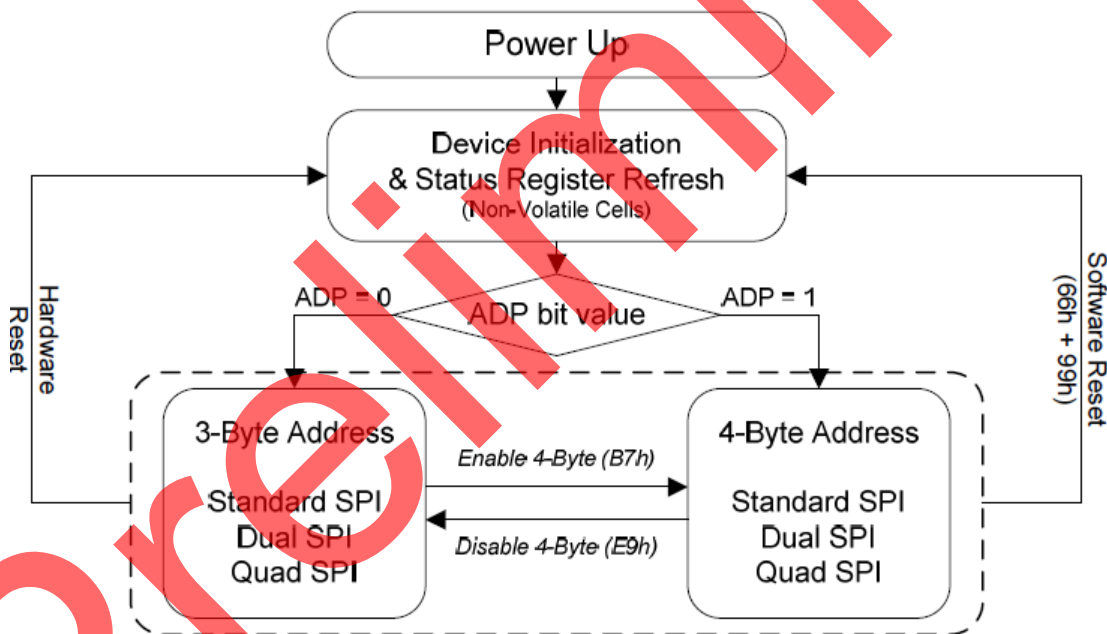 Power Up
Device Initialization
& Status Register Refresh
(Non-Volatile Cells)
ADP = 0
ADP bit value
ADP = 1
Hardware
Reset
Software Reset
(66h + 99h)
3-Byte Address
Standard SPI
Dual SPI
Quad SPI
Enable 4-Byte (B7h)
Disable 4-Byte (E9h)
4-Byte Address
Standard SPI
Dual SPI
Quad SPI